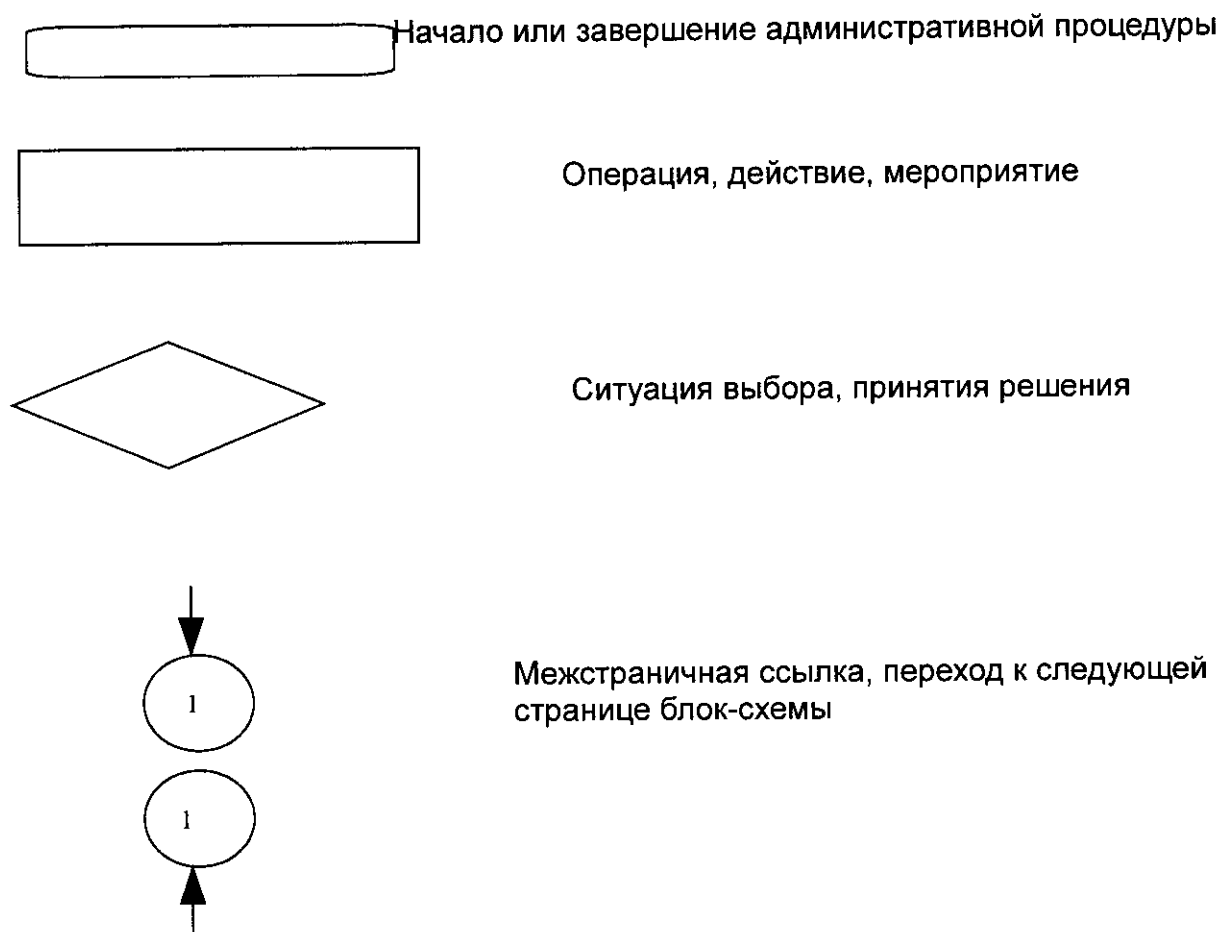 Начало или завершение административной процедуры
Операция, действие, мероприятие
Ситуация выбора, принятия решения
Межстраничная ссылка, переход к следующей
странице блок-схемы
1
1